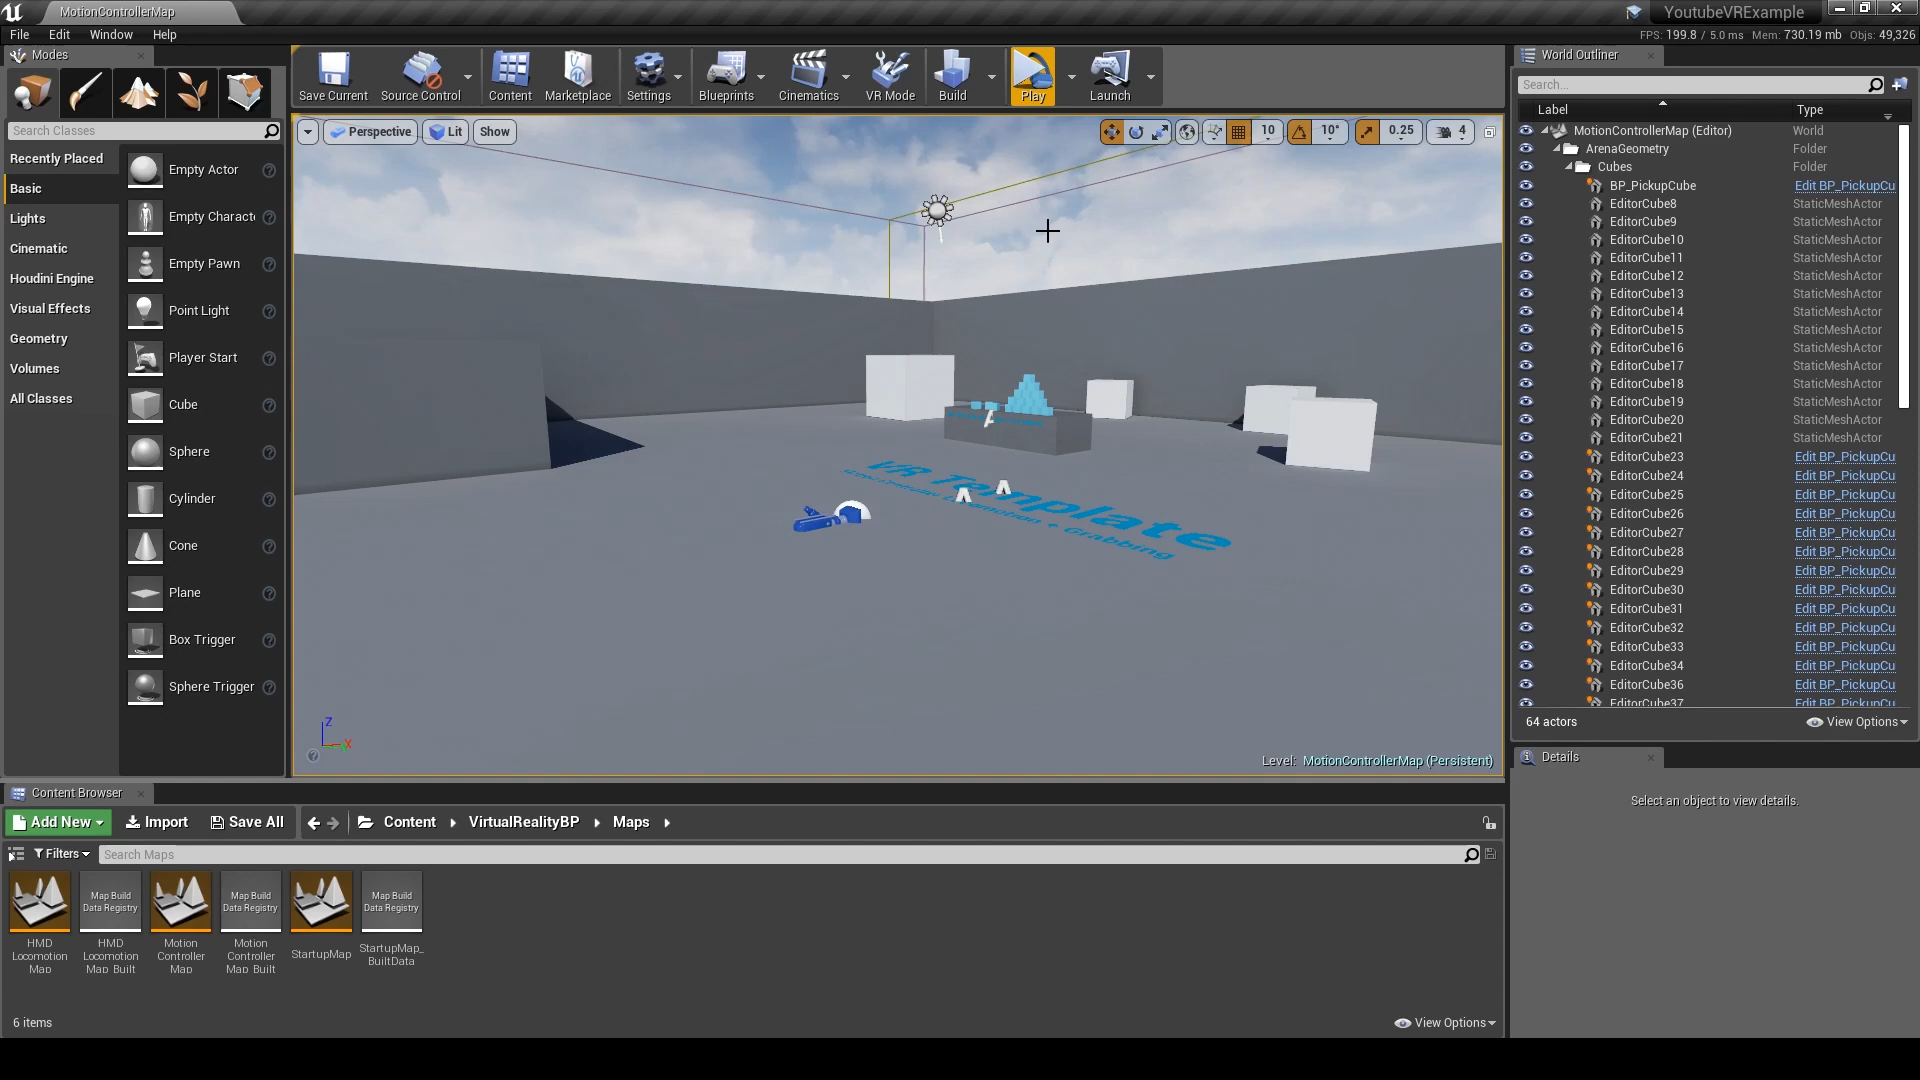 MotionControllerMap
YoutubeVRExample
File Edit Window Help
FPS: 199.8 / 5.0 ms Mem: 730.19 mb Objs: 49,326
Modes
Search Classes
Recently Placed
Basic
Lights
Cinematic
Houdini Engine
Visual Effects
Geometry
Volumes
All Classes
Empty Actor
Empty Charact
Empty Pawn
Point Light
Player Start
Cube
Sphere
Cylinder
Cone
Plane
Box Trigger
Sphere Trigger
Save Current
Source Control
Content
Marketplace
Settings
Blueprints
Cinematics
VR Mode
Build
Play
Launch
Perspective
Lit
Show
10
10°
0.25
4
VR Template
+ Grabbing
Z
X
Level: MotionControllerMap (Persistent)
World Outliner
Search...
Label Type
MotionControllerMap (Editor) World
ArenaGeometry Folder
Cubes Folder
BP_PickupCube Edit BP_PickupCu
EditorCube8 StaticMeshActor
EditorCube9 StaticMeshActor
EditorCube10 StaticMeshActor
EditorCube11 StaticMeshActor
EditorCube12 StaticMeshActor
EditorCube13 StaticMeshActor
EditorCube14 StaticMeshActor
EditorCube15 StaticMeshActor
EditorCube16 StaticMeshActor
EditorCube17 StaticMeshActor
EditorCube18 StaticMeshActor
EditorCube19 StaticMeshActor
EditorCube20 StaticMeshActor
EditorCube21 StaticMeshActor
EditorCube23 Edit BP_PickupCu
EditorCube24 Edit BP_PickupCu
EditorCube25 Edit BP_PickupCu
EditorCube26 Edit BP_PickupCu
EditorCube27 Edit BP_PickupCu
EditorCube28 Edit BP_PickupCu
EditorCube29 Edit BP_PickupCu
EditorCube30 Edit BP_PickupCu
EditorCube31 Edit BP_PickupCu
EditorCube32 Edit BP_PickupCu
EditorCube33 Edit BP_PickupCu
EditorCube34 Edit BP_PickupCu
EditorCube36 Edit BP_PickupCu
EditorCube37 Edit BP_PickupCu
64 actors
View Options
Details
Select an object to view details.
Content Browser
Add New
Import
Save All
Content
VirtualRealityBP
Maps
Filters
Search Maps
Map Build
Data Registry
Map Build
Data Registry
Map Build
Data Registry
HMD
Locomotion
Map
HMD
Locomotion
Map_Built
Motion
Controller
Map
Motion
Controller
Map_Built
StartupMap
StartupMap_
BuiltData
6 items
View Options